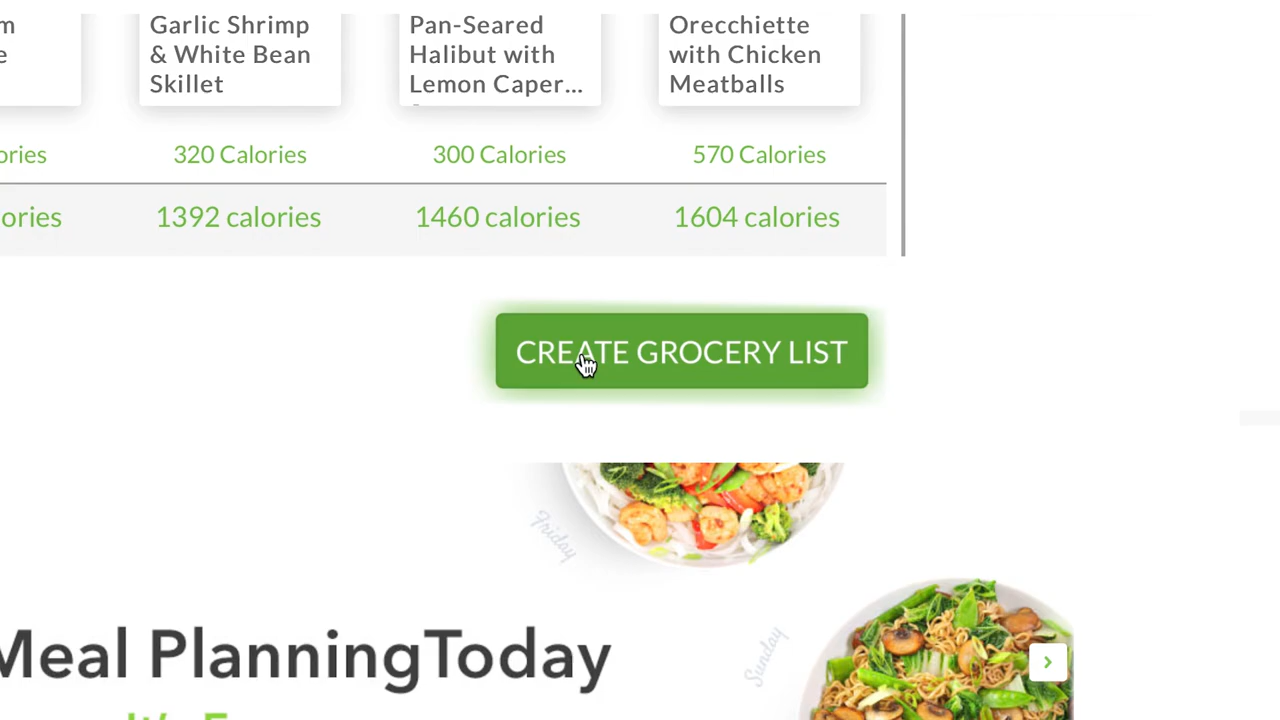 Garlic Shrimp
& White Bean
Skillet
Pan-Seared
Halibut with
Lemon Caper...
Orecchiette
with Chicken
Meatballs
320 Calories
300 Calories
570 Calories
1392 calories
1460 calories
1604 calories
CREATE GROCERY LIST
Friday
Sunday
Meal PlanningToday